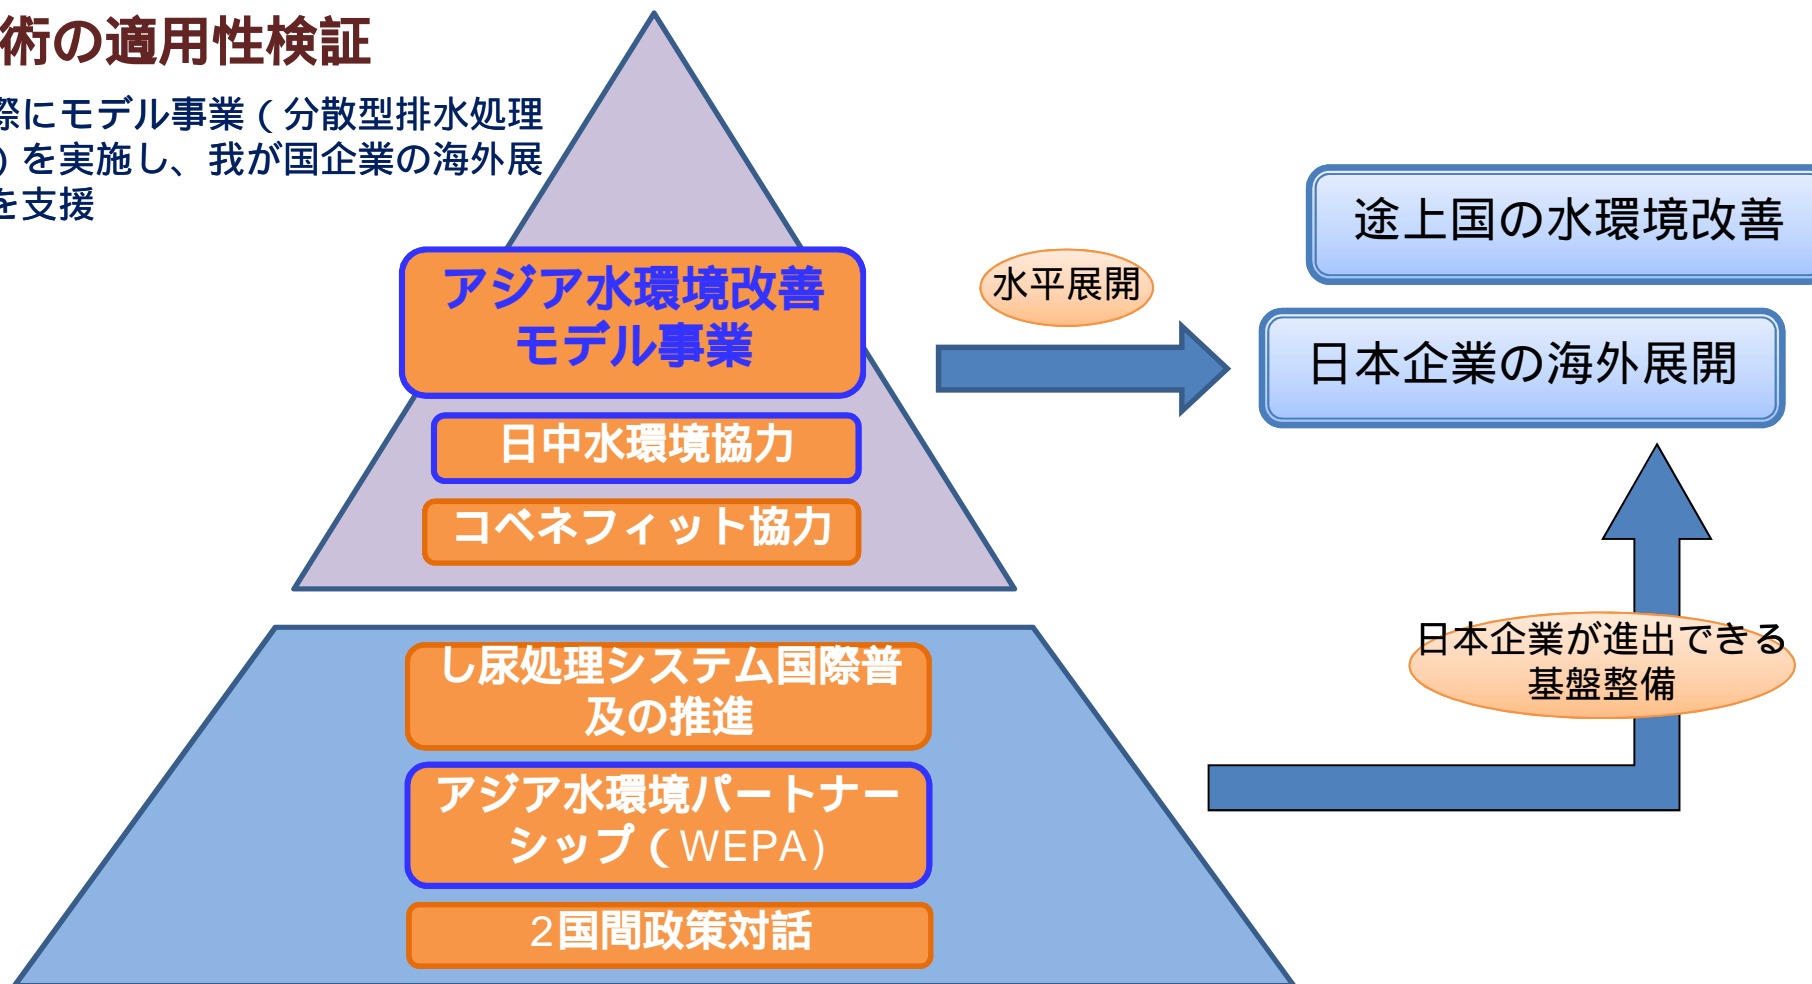 術の適用性検証
際にモデル事業（分散型排水処理
）を実施し、我が国企業の海外展
を支援
アジア水環境改善
モデル事業
日中水環境協力
コベネフィット協力
し尿処理システム国際普
及の推進
アジア水環境パートナー
シップ（WEPA）
2国間政策対話
水平展開
途上国の水環境改善
日本企業の海外展開
日本企業が進出できる
基盤整備